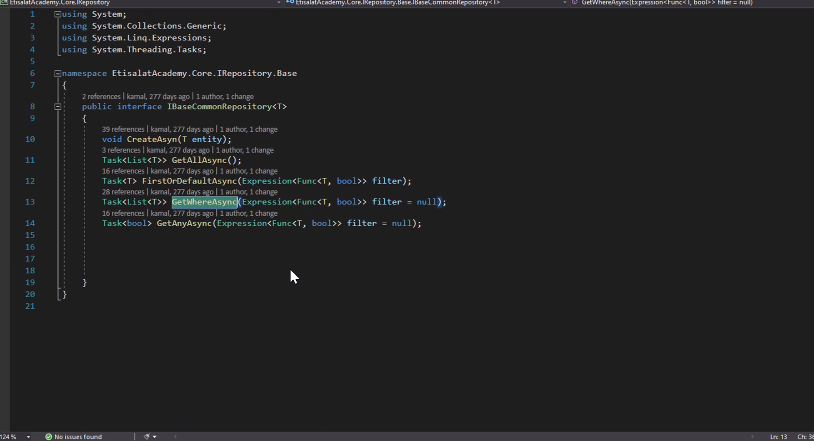 EtisalatAcademy.Core.IRepository
EtisalatAcademy.Core.IRepository.Base.IBaseCommonRepository<T>
GetWhereAsync(Expression<Func<T, bool>> filter = null)
1 using System;
2 using System.Collections.Generic;
3 using System.Linq.Expressions;
4 using System.Threading.Tasks;
5
6 namespace EtisalatAcademy.Core.IRepository.Base
7 {
2 references | kamal, 277 days ago | 1 author, 1 change
8 public interface IBaseCommonRepository<T>
9 {
39 references | kamal, 277 days ago | 1 author, 1 change
10 void CreateAsyn(T entity);
3 references | kamal, 277 days ago | 1 author, 1 change
11 Task<List<T>> GetAllAsync();
16 references | kamal, 277 days ago | 1 author, 1 change
12 Task<T> FirstOrDefaultAsync(Expression<Func<T, bool>> filter);
28 references | kamal, 277 days ago | 1 author, 1 change
13 Task<List<T>> GetWhereAsync(Expression<Func<T, bool>> filter = null);
16 references | kamal, 277 days ago | 1 author, 1 change
14 Task<bool> GetAnyAsync(Expression<Func<T, bool>> filter = null);
15
16
17
18
19 }
20 }
21
124 % No issues found Ln: 13 Ch: 36